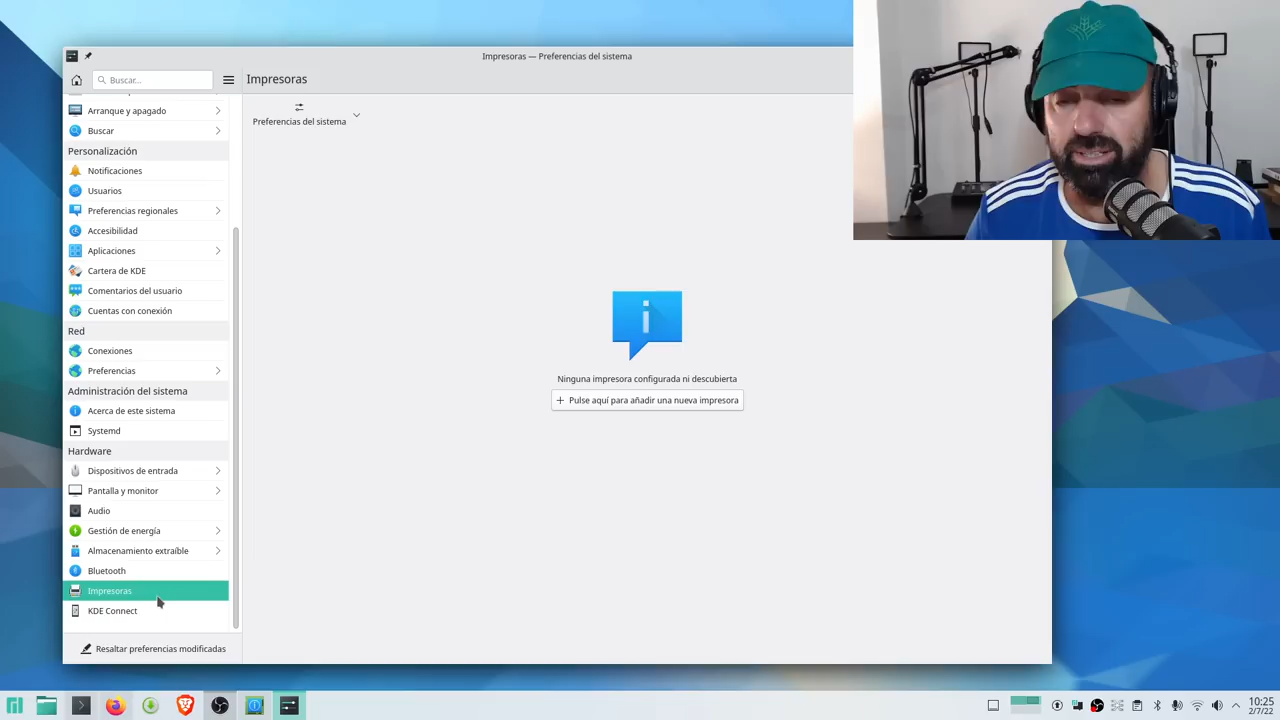 Impresoras — Preferencias del sistema
Buscar...
Impresoras
Preferencias del sistema
Arranque y apagado
Buscar
Personalización
Notificaciones
Usuarios
Preferencias regionales
Accesibilidad
Aplicaciones
Cartera de KDE
Comentarios del usuario
Cuentas con conexión
Red
Conexiones
Preferencias
Administración del sistema
Acerca de este sistema
Systemd
Hardware
Dispositivos de entrada
Pantalla y monitor
Audio
Gestión de energía
Almacenamiento extraíble
Bluetooth
Impresoras
KDE Connect
Resaltar preferencias modificadas
Ninguna impresora configurada ni descubierta
Pulse aquí para añadir una nueva impresora
10:25
2/7/22